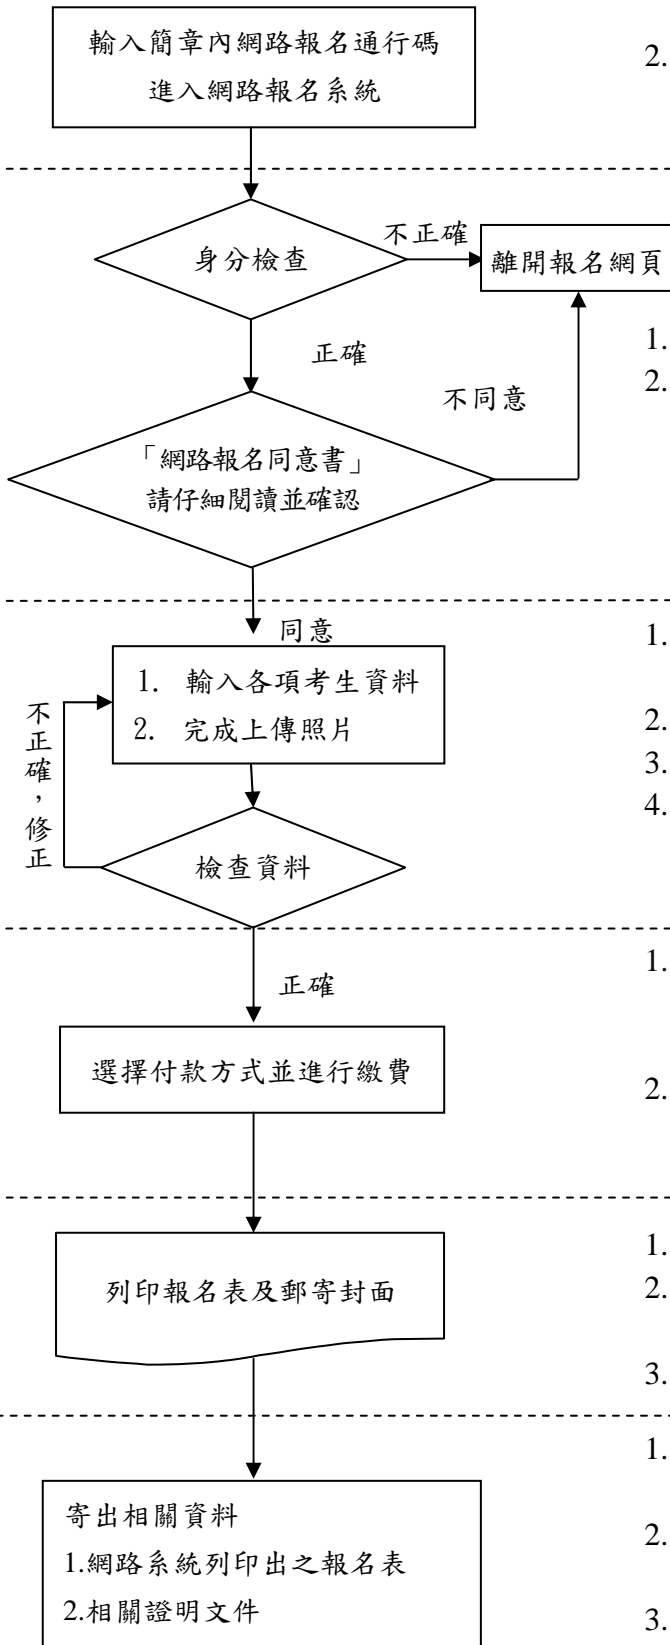 輸入簡章內網路報名通行碼
進入網路報名系統
2.
身分檢查
不正確
離開報名網頁
正確
1.
2.
不同意
「網路報名同意書」
請仔細閱讀並確認
同意
1.
1. 輸入各項考生資料
2. 完成上傳照片
2.
3.
4.
不正確，修正
檢查資料
1.
正確
選擇付款方式並進行繳費
2.
1.
列印報名表及郵寄封面
2.
3.
1.
寄出相關資料
1.網路系統列印出之報名表
2.
2.相關證明文件
3.